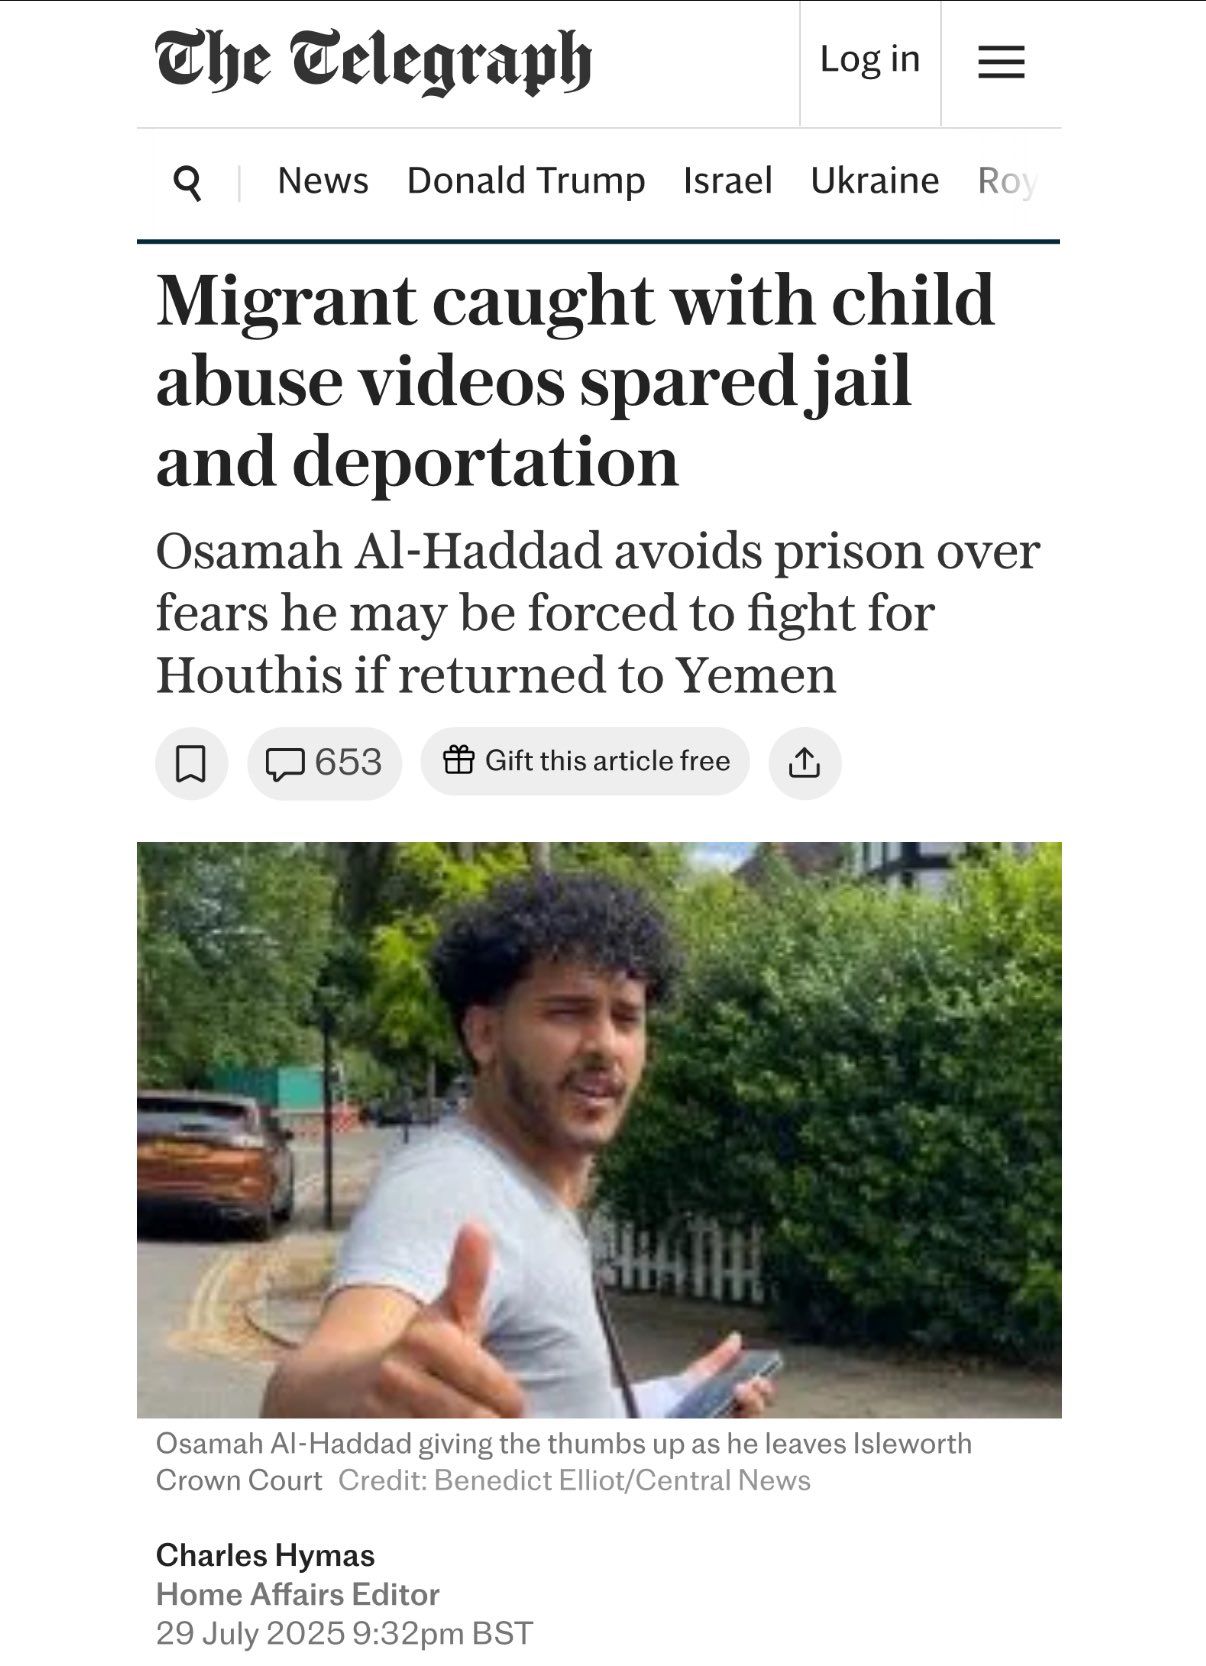 The Telegraph
Log in
News Donald Trump Israel Ukraine Roy
Migrant caught with child
abuse videos spared jail
and deportation
Osamah Al-Haddad avoids prison over
fears he may be forced to fight for
Houthis if returned to Yemen
653 Gift this article free
Osamah Al-Haddad giving the thumbs up as he leaves Isleworth
Crown Court Credit: Benedict Elliot/Central News
Charles Hymas
Home Affairs Editor
29 July 2025 9:32pm BST